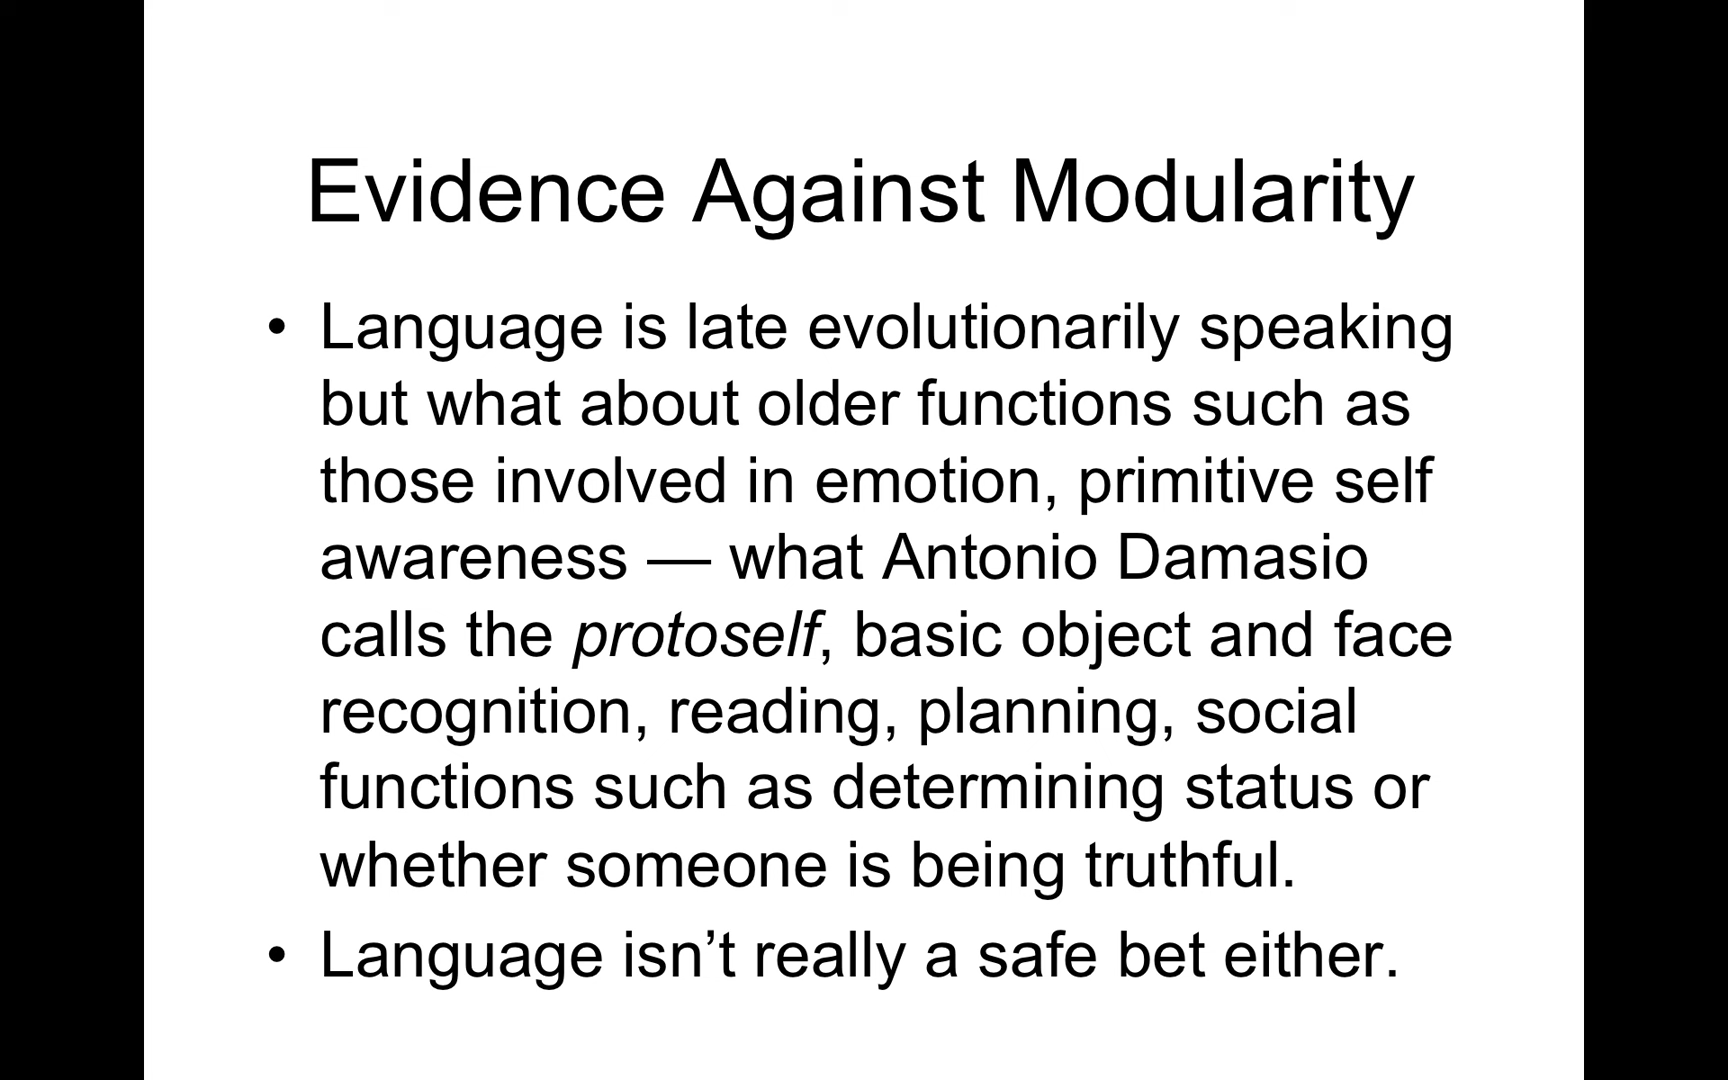 Evidence Against Modularity
• Language is late evolutionarily speaking
but what about older functions such as
those involved in emotion, primitive self
awareness — what Antonio Damasio
calls the protoself, basic object and face
recognition, reading, planning, social
functions such as determining status or
whether someone is being truthful.
• Language isn’t really a safe bet either.